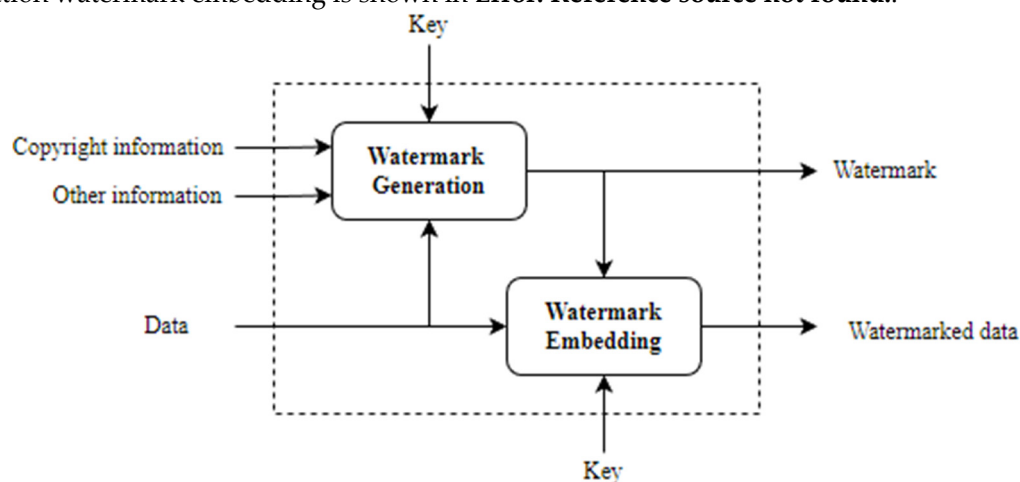 tion watermark embedding is shown in Error: Reference source not found..
Key
Copyright information
Watermark
Generation
Watermark
Other information
Data
Watermark
Embedding
Watermarked data
Key